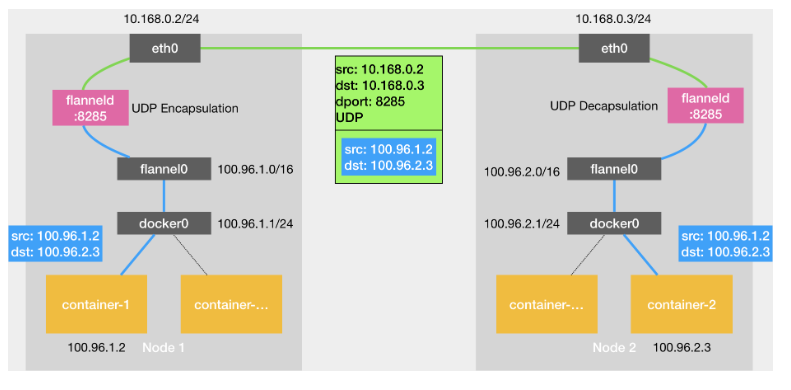 10.168.0.2/24
10.168.0.3/24
eth0
eth0
src: 10.168.0.2
dst: 10.168.0.3
dport: 8285
UDP
src: 100.96.1.2
dst: 100.96.2.3
flanneld
:8285
UDP Encapsulation
UDP Decapsulation
flanneld
:8285
flannel0
100.96.1.0/16
100.96.2.0/16
flannel0
docker0
100.96.1.1/24
100.96.2.1/24
docker0
src: 100.96.1.2
dst: 100.96.2.3
src: 100.96.1.2
dst: 100.96.2.3
container-1
container-...
container-...
container-2
100.96.1.2
Node 1
Node 2
100.96.2.3